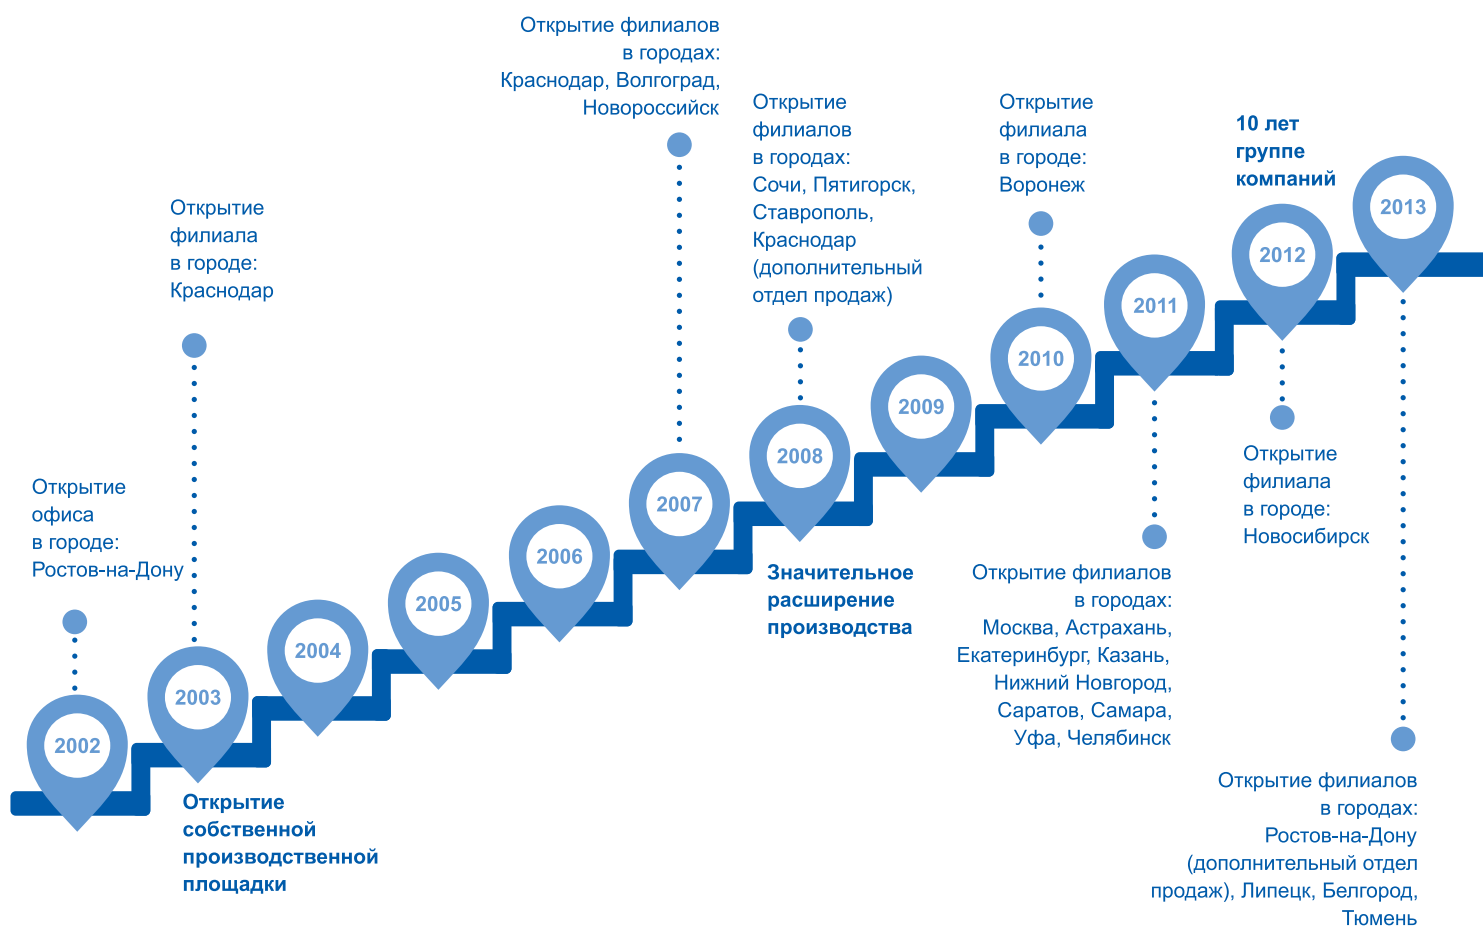 Открытие
офиса
в городе:
Ростов-на-Дону
2002
Открытие
филиала
в городе:
Краснодар
2003
Открытие
собственной
производственной
площадки
2004
2005
2006
Открытие филиалов
в городах:
Краснодар, Волгоград,
Новороссийск
2007
Открытие
филиалов
в городах:
Сочи, Пятигорск,
Ставрополь,
Краснодар
(дополнительный
отдел продаж)
2008
Значительное
расширение
производства
2009
Открытие
филиала
в городе:
Воронеж
2010
2011
Открытие филиалов
в городах:
Москва, Астрахань,
Екатеринбург, Казань,
Нижний Новгород,
Саратов, Самара,
Уфа, Челябинск
10 лет
группе
компаний
2012
Открытие
филиала
в городе:
Новосибирск
2013
Открытие филиалов
в городах:
Ростов-на-Дону
(дополнительный отдел
продаж), Липецк, Белгород,
Тюмень